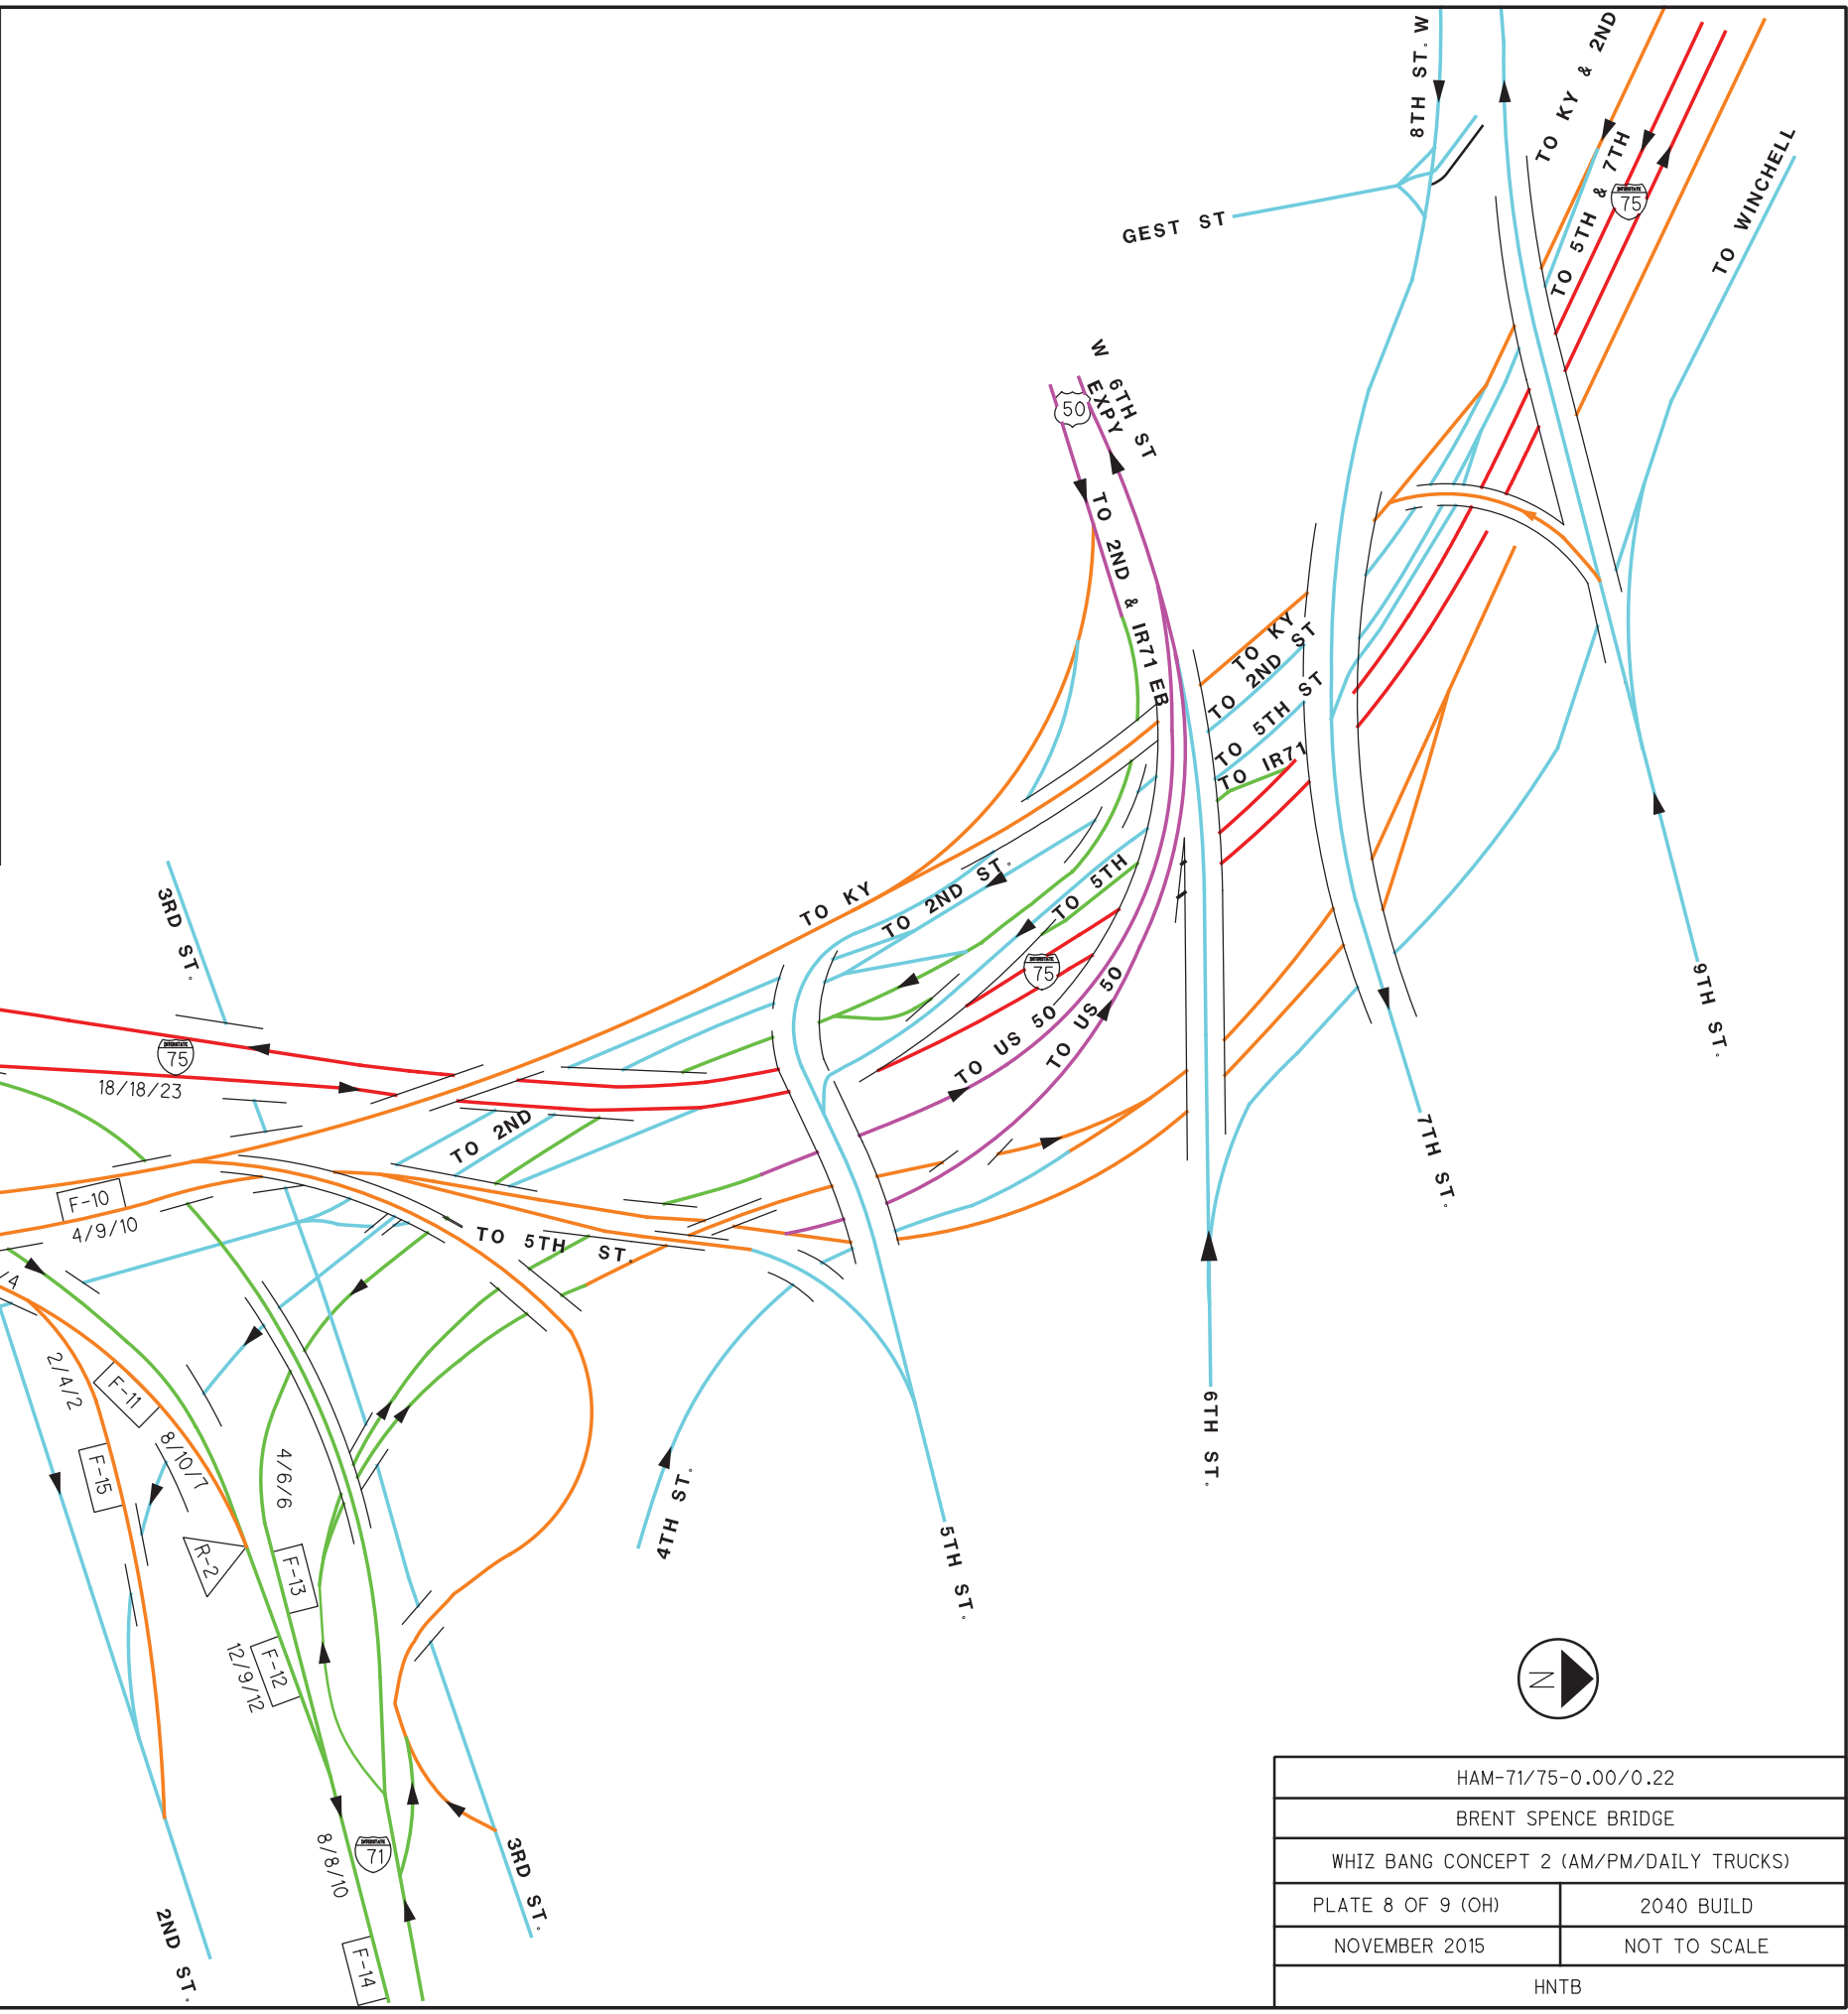 8TH ST. W
TO KY & 2ND
TO 5TH & 7TH
INTERSTATE
75
TO WINCHELL
GEST ST
W 6TH ST
EXPY
50
TO 2ND & IR71 EB
TO KY
TO 2ND ST
TO 5TH ST
TO IR71
3RD ST.
TO KY
TO 2ND ST.
TO 5TH
INTERSTATE
75
TO US 50
TO US 50
9TH ST.
INTERSTATE
75
18/18/23
TO 2ND
7TH ST.
F-10
4/9/10
TO 5TH ST.
2/4/2
F-11
8/10/7
F-15
4/6/6
6TH ST.
4TH ST.
5TH ST.
R-2
F-13
F-12
12/9/12
8/8/10
INTERSTATE
71
3RD ST.
2ND ST.
F-14
N
HAM-71/75-0.00/0.22
BRENT SPENCE BRIDGE
WHIZ BANG CONCEPT 2 (AM/PM/DAILY TRUCKS)
PLATE 8 OF 9 (OH)
2040 BUILD
NOVEMBER 2015
NOT TO SCALE
HNTB